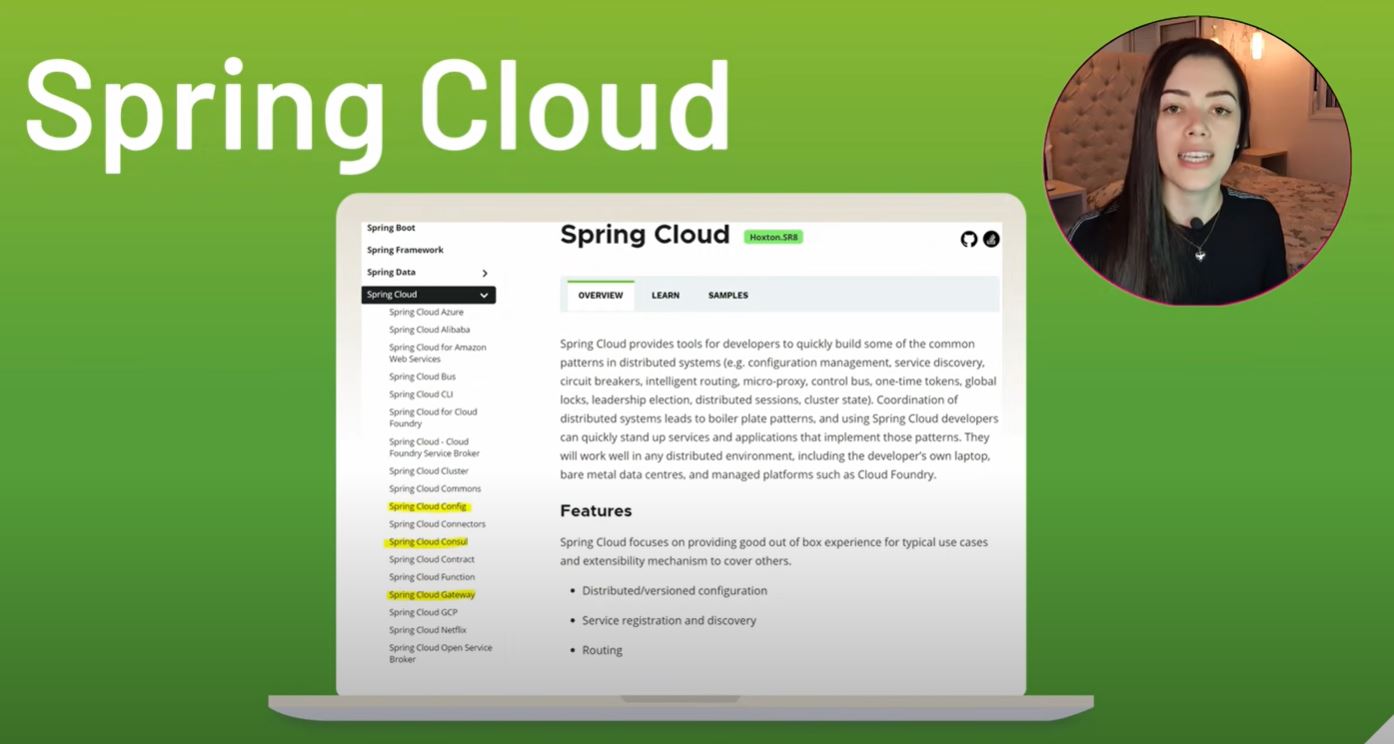 Spring Cloud
Spring Boot
Spring Framework
Spring Data
Spring Cloud
Spring Cloud Azure
Spring Cloud Alibaba
Spring Cloud for Amazon
Web Services
Spring Cloud Bus
Spring Cloud CLI
Spring Cloud for Cloud
Foundry
Spring Cloud - Cloud
Foundry Service Broker
Spring Cloud Cluster
Spring Cloud Commons
Spring Cloud Config
Spring Cloud Connectors
Spring Cloud Consul
Spring Cloud Contract
Spring Cloud Function
Spring Cloud Gateway
Spring Cloud GCP
Spring Cloud Netflix
Spring Cloud Open Service
Broker
Spring Cloud Hoxton.SR8
OVERVIEW LEARN SAMPLES
Spring Cloud provides tools for developers to quickly build some of the common
patterns in distributed systems (e.g. configuration management, service discovery,
circuit breakers, intelligent routing, micro-proxy, control bus, one-time tokens, global
locks, leadership election, distributed sessions, cluster state). Coordination of
distributed systems leads to boiler plate patterns, and using Spring Cloud developers
can quickly stand up services and applications that implement those patterns. They
will work well in any distributed environment, including the developer's own laptop,
bare metal data centres, and managed platforms such as Cloud Foundry.
Features
Spring Cloud focuses on providing good out of box experience for typical use cases
and extensibility mechanism to cover others.
• Distributed/versioned configuration
• Service registration and discovery
• Routing